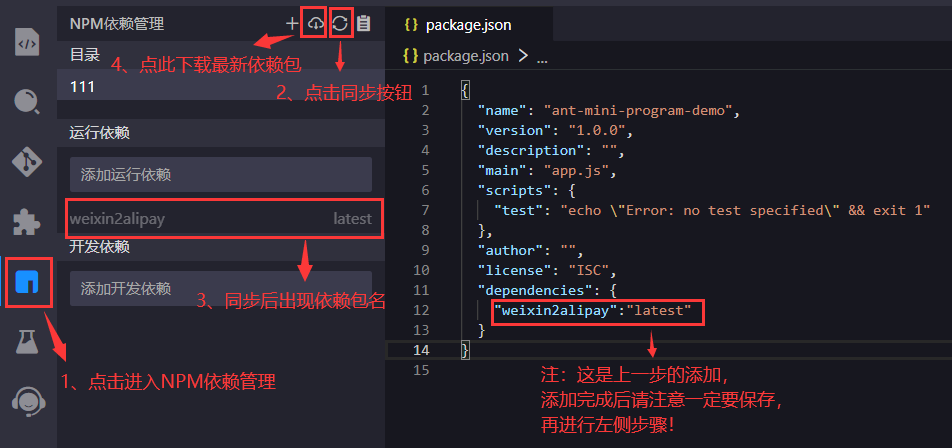 NPM依赖管理
目录
4、点此下载最新依赖包
111
2、点击同步按钮
运行依赖
添加运行依赖
weixin2alipay latest
开发依赖
添加开发依赖
3、同步后出现依赖包名
1、点击进入NPM依赖管理
{} package.json
{} package.json > ...
1 {
2 "name": "ant-mini-program-demo",
3 "version": "1.0.0",
4 "description": "",
5 "main": "app.js",
6 "scripts": {
7 "test": "echo \"Error: no test specified\" && exit 1"
8 },
9 "author": "",
10 "license": "ISC",
11 "dependencies": {
12 "weixin2alipay":"latest"
13 }
14 }
15
注：这是上一步的添加，
添加完成后请注意一定要保存，
再进行左侧步骤！